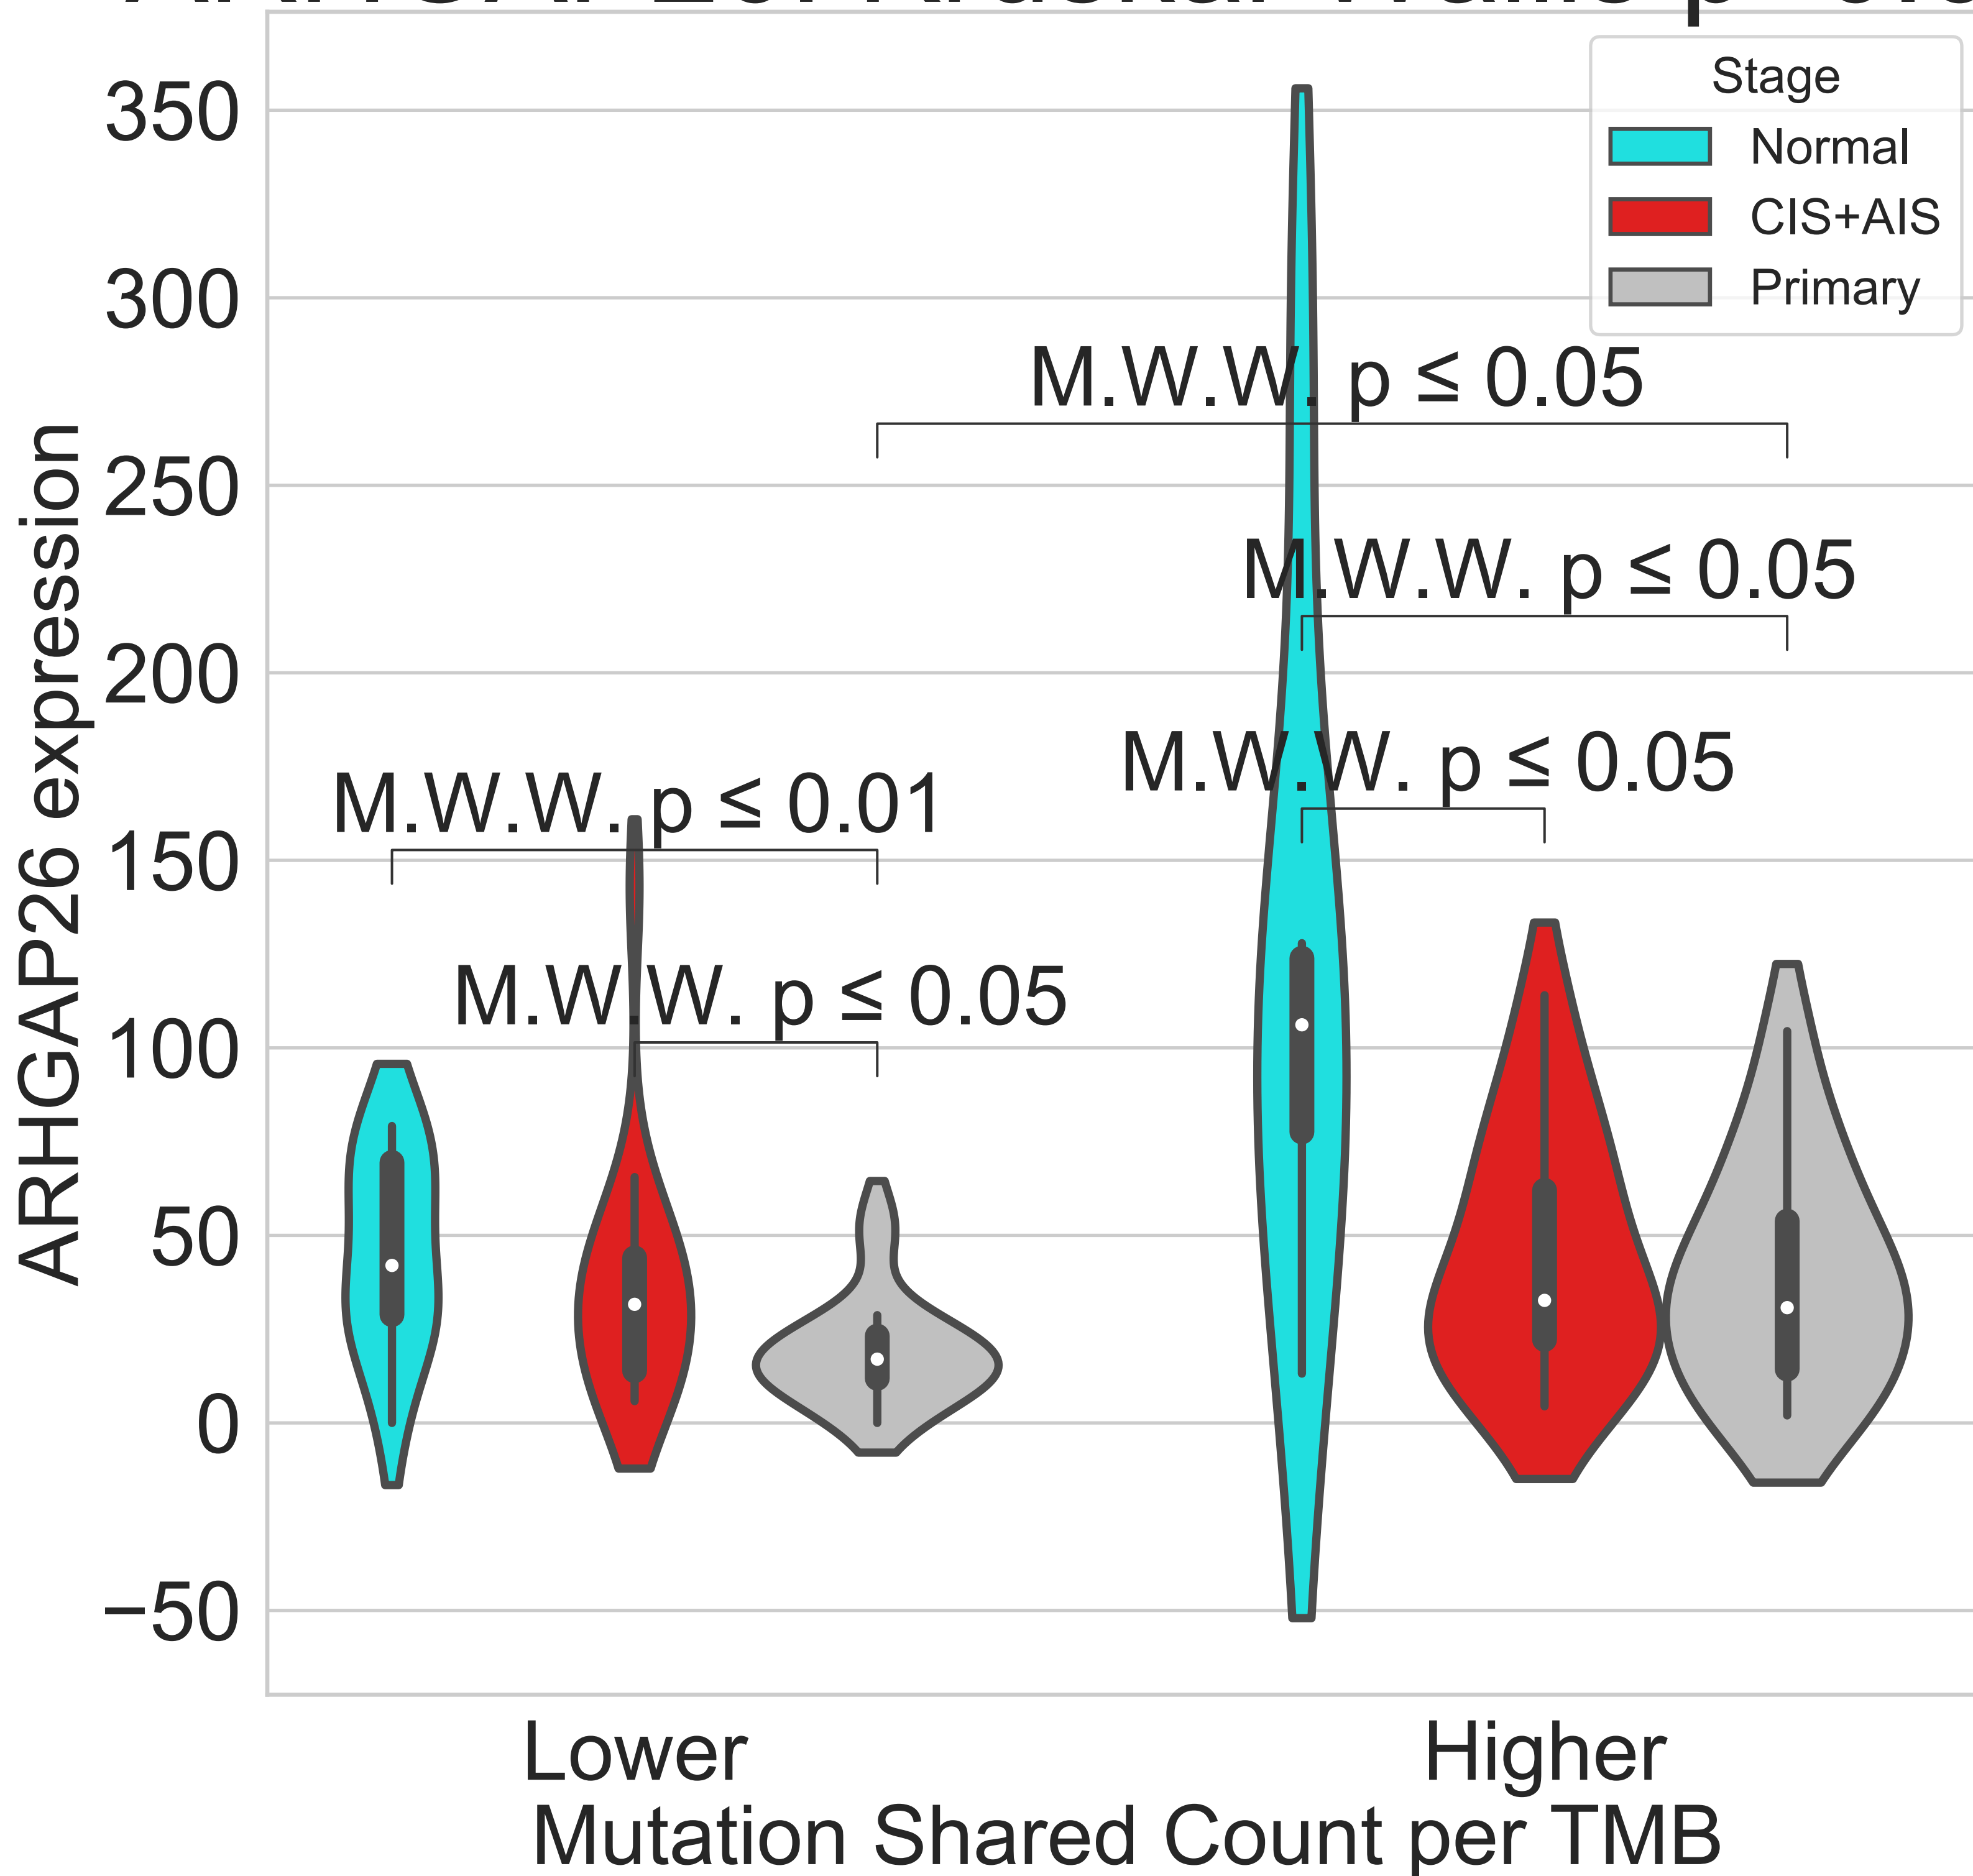 Stage
Normal
CIS+AIS
Primary
350
300
250
200
150
100
50
0
−50
ARHGAP26 expression
M.W.W. p ≤ 0.05
M.W.W. p ≤ 0.05
M.W.W. p ≤ 0.05
M.W.W. p ≤ 0.01
M.W.W. p ≤ 0.05
Lower
Higher
Mutation Shared Count per TMB